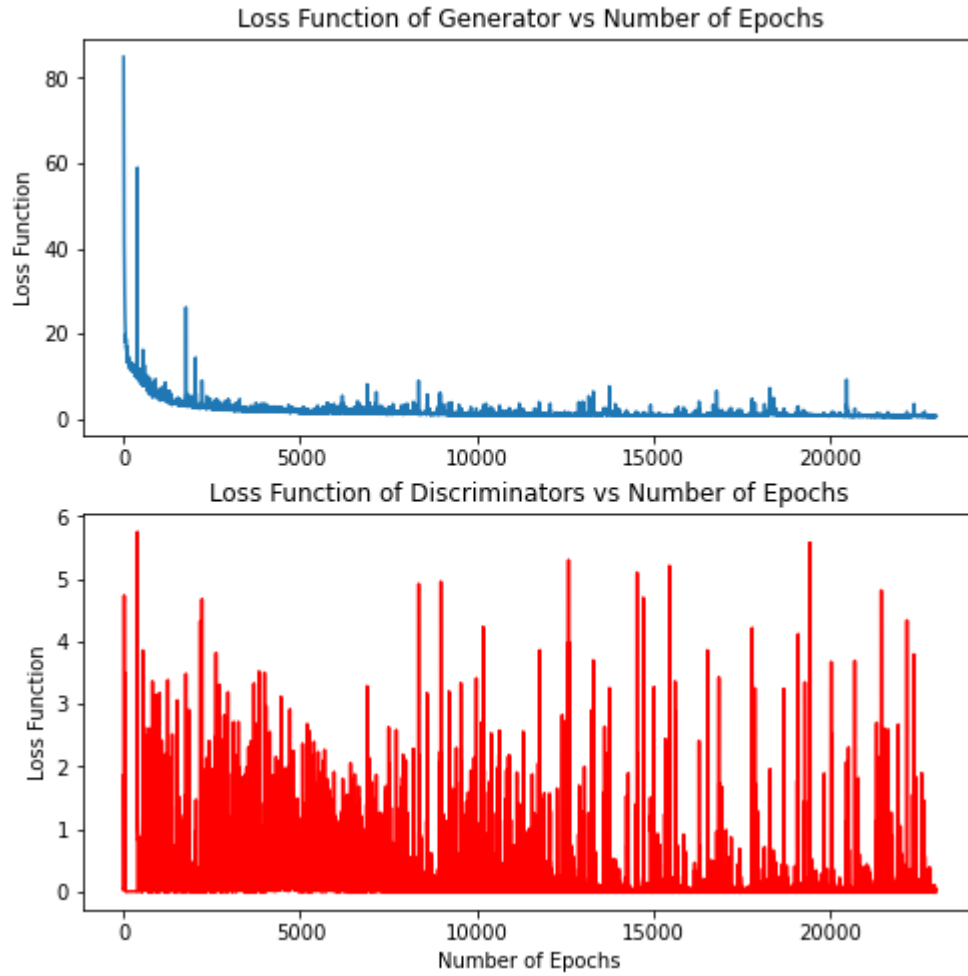 Loss Function of Generator vs Number of Epochs
80
60
40
20
0
Loss Function
0 5000 10000 15000 20000
Loss Function of Discriminators vs Number of Epochs
6
5
4
3
2
1
0
Loss Function
0 5000 10000 15000 20000
Number of Epochs